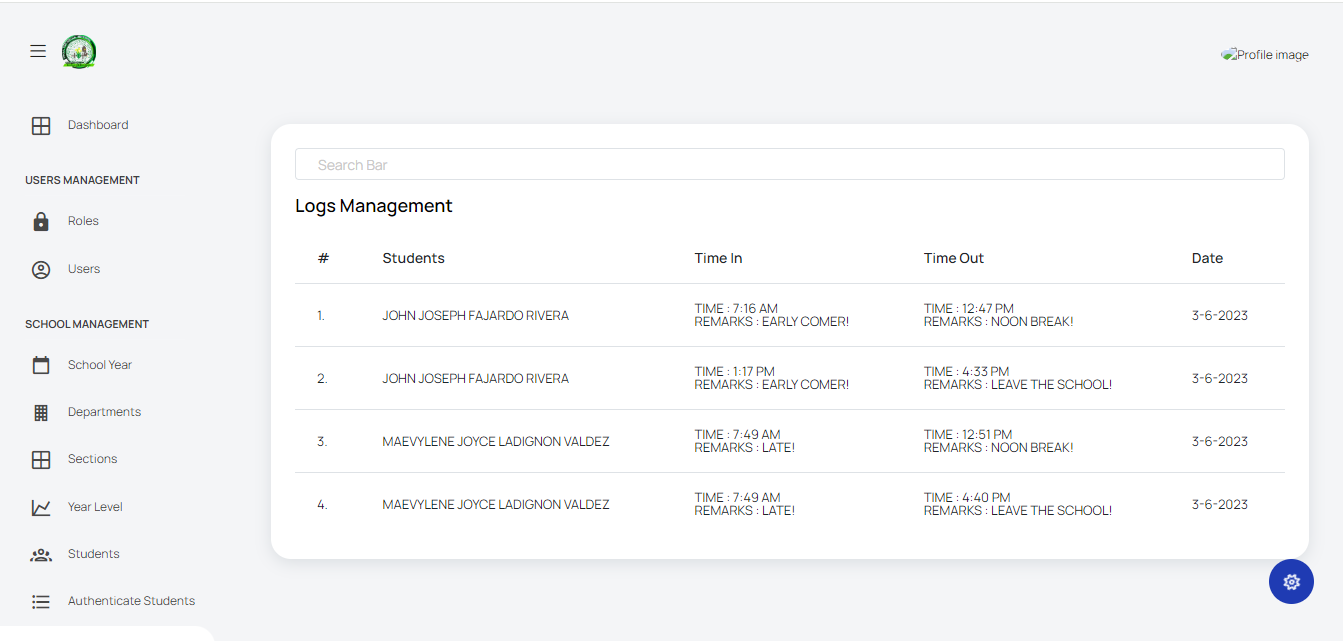 Profile image
Dashboard
USERS MANAGEMENT
Roles
Users
SCHOOL MANAGEMENT
School Year
Departments
Sections
Year Level
Students
Authenticate Students
Search Bar
Logs Management
# Students Time In Time Out Date
1. JOHN JOSEPH FAJARDO RIVERA TIME : 7:16 AM TIME : 12:47 PM 3-6-2023
REMARKS : EARLY COMER! REMARKS : NOON BREAK!
2. JOHN JOSEPH FAJARDO RIVERA TIME : 1:17 PM TIME : 4:33 PM 3-6-2023
REMARKS : EARLY COMER! REMARKS : LEAVE THE SCHOOL!
3. MAEVYLENE JOYCE LADIGNON VALDEZ TIME : 7:49 AM TIME : 12:51 PM 3-6-2023
REMARKS : LATE! REMARKS : NOON BREAK!
4. MAEVYLENE JOYCE LADIGNON VALDEZ TIME : 7:49 AM TIME : 4:40 PM 3-6-2023
REMARKS : LATE! REMARKS : LEAVE THE SCHOOL!